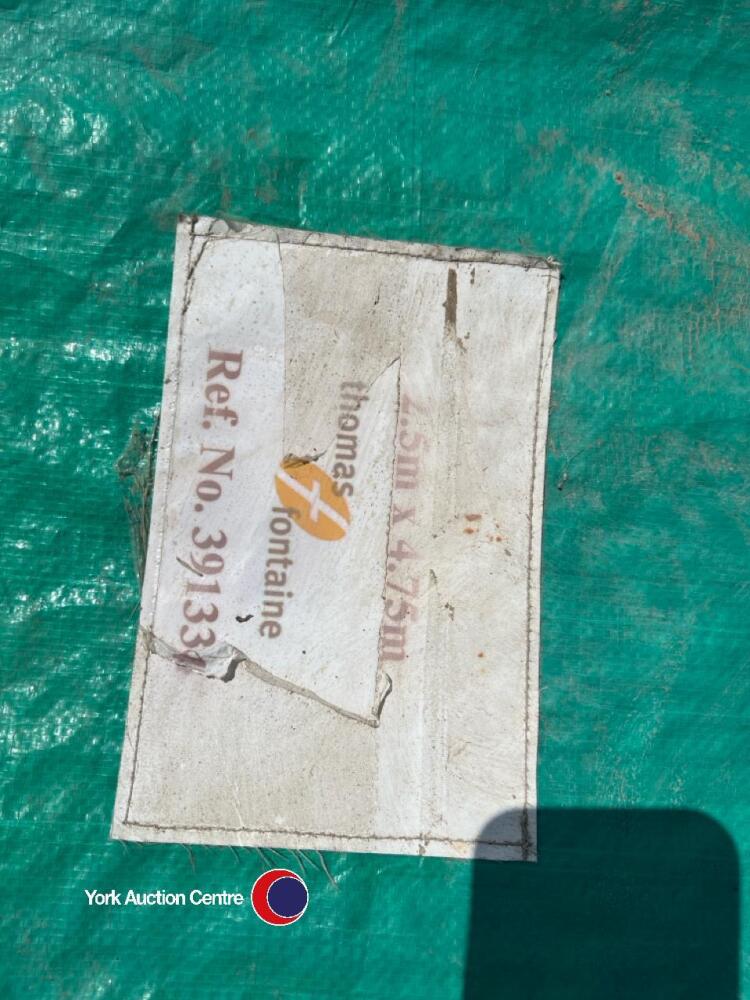 2.5m x 4.75m
thomas
fontaine
Ref. No. 39133
York Auction Centre